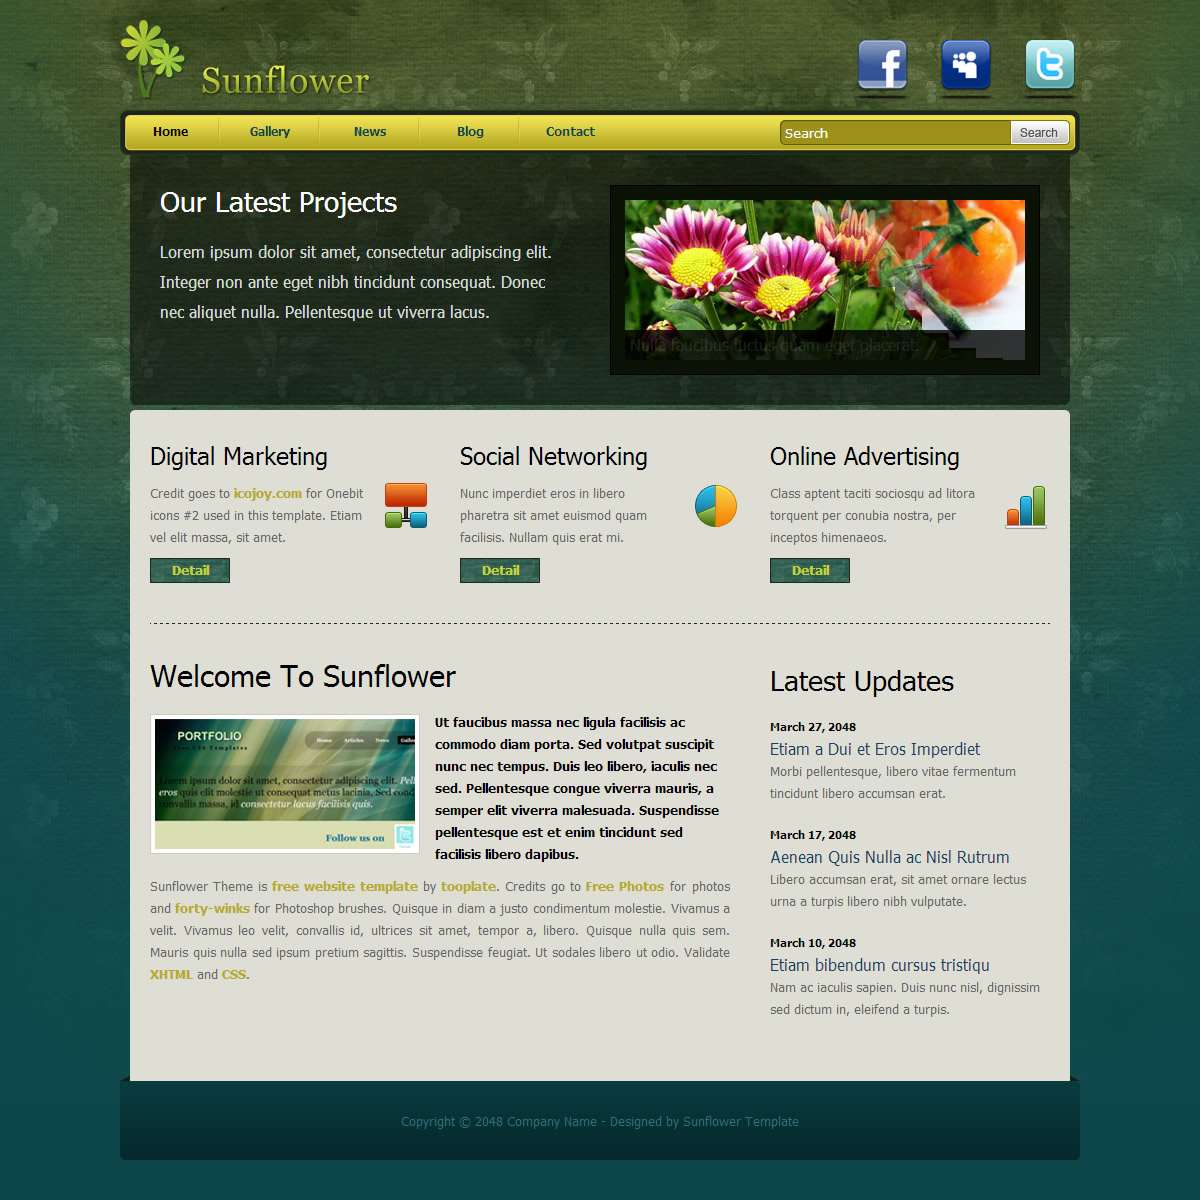 Sunflower
Home
Gallery
News
Blog
Contact
Search
Search
Our Latest Projects
Lorem ipsum dolor sit amet, consectetur adipiscing elit.
Integer non ante eget nibh tincidunt consequat. Donec
nec aliquet nulla. Pellentesque ut viverra lacus.
Nulla faucibus luctus quam eget placerat.
Digital Marketing
Credit goes to icojoy.com for Onebit
icons #2 used in this template. Etiam
vel elit massa, sit amet.
Detail
Social Networking
Nunc imperdiet eros in libero
pharetra sit amet euismod quam
facilisis. Nullam quis erat mi.
Detail
Online Advertising
Class aptent taciti sociosqu ad litora
torquent per conubia nostra, per
inceptos himenaeos.
Detail
Welcome To Sunflower
PORTFOLIO
Free CSS Templates
Home
Articles
News
Galle
Lorem ipsum dolor sit amet, consectetur adipiscing elit. Pell
eros quis elit molestie ut consequat metus lacinia. Sed cond
convallis massa, id consectetur lacus facilisis quis.
Follow us on
Ut faucibus massa nec ligula facilisis ac
commodo diam porta. Sed volutpat suscipit
nunc nec tempus. Duis leo libero, iaculis nec
sed. Pellentesque congue viverra mauris, a
semper elit viverra malesuada. Suspendisse
pellentesque est et enim tincidunt sed
facilisis libero dapibus.
Sunflower Theme is free website template by tooplate. Credits go to Free Photos for photos
and forty-winks for Photoshop brushes. Quisque in diam a justo condimentum molestie. Vivamus a
velit. Vivamus leo velit, convallis id, ultrices sit amet, tempor a, libero. Quisque nulla quis sem.
Mauris quis nulla sed ipsum pretium sagittis. Suspendisse feugiat. Ut sodales libero ut odio. Validate
XHTML and CSS.
Latest Updates
March 27, 2048
Etiam a Dui et Eros Imperdiet
Morbi pellentesque, libero vitae fermentum
tincidunt libero accumsan erat.
March 17, 2048
Aenean Quis Nulla ac Nisl Rutrum
Libero accumsan erat, sit amet ornare lectus
urna a turpis libero nibh vulputate.
March 10, 2048
Etiam bibendum cursus tristiqu
Nam ac iaculis sapien. Duis nunc nisl, dignissim
sed dictum in, eleifend a turpis.
Copyright © 2048 Company Name - Designed by Sunflower Template